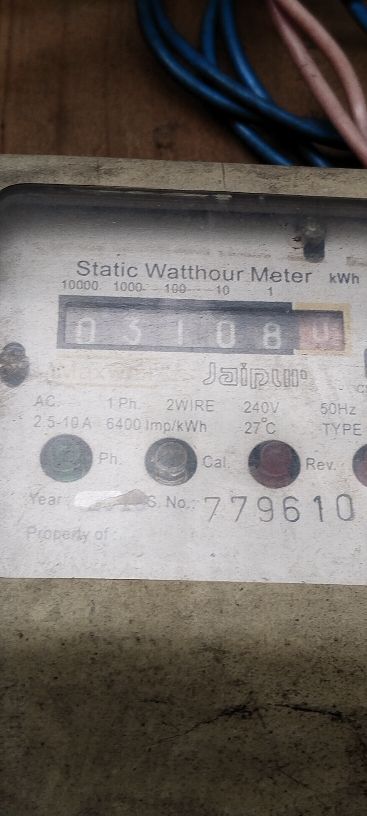 Static Watthour Meter kWh
10000 1000 100 10 1
0 3 1 0 8
Jaipur
AC. 1 Ph. 2WIRE 240V 50Hz
2.5-10A 6400 Imp/kWh 27°C TYPE
Ph. Cal. Rev.
Year S. No.: 779610
Property of :